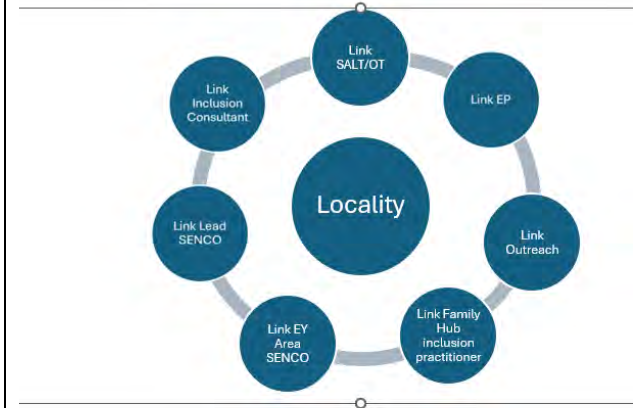 Link
SALT/OT
Link EP
Link
Outreach
Link Family
Hub
inclusion
practitioner
Link EY
Area
SENCO
Link Lead
SENCO
Link
Inclusion
Consultant
Locality